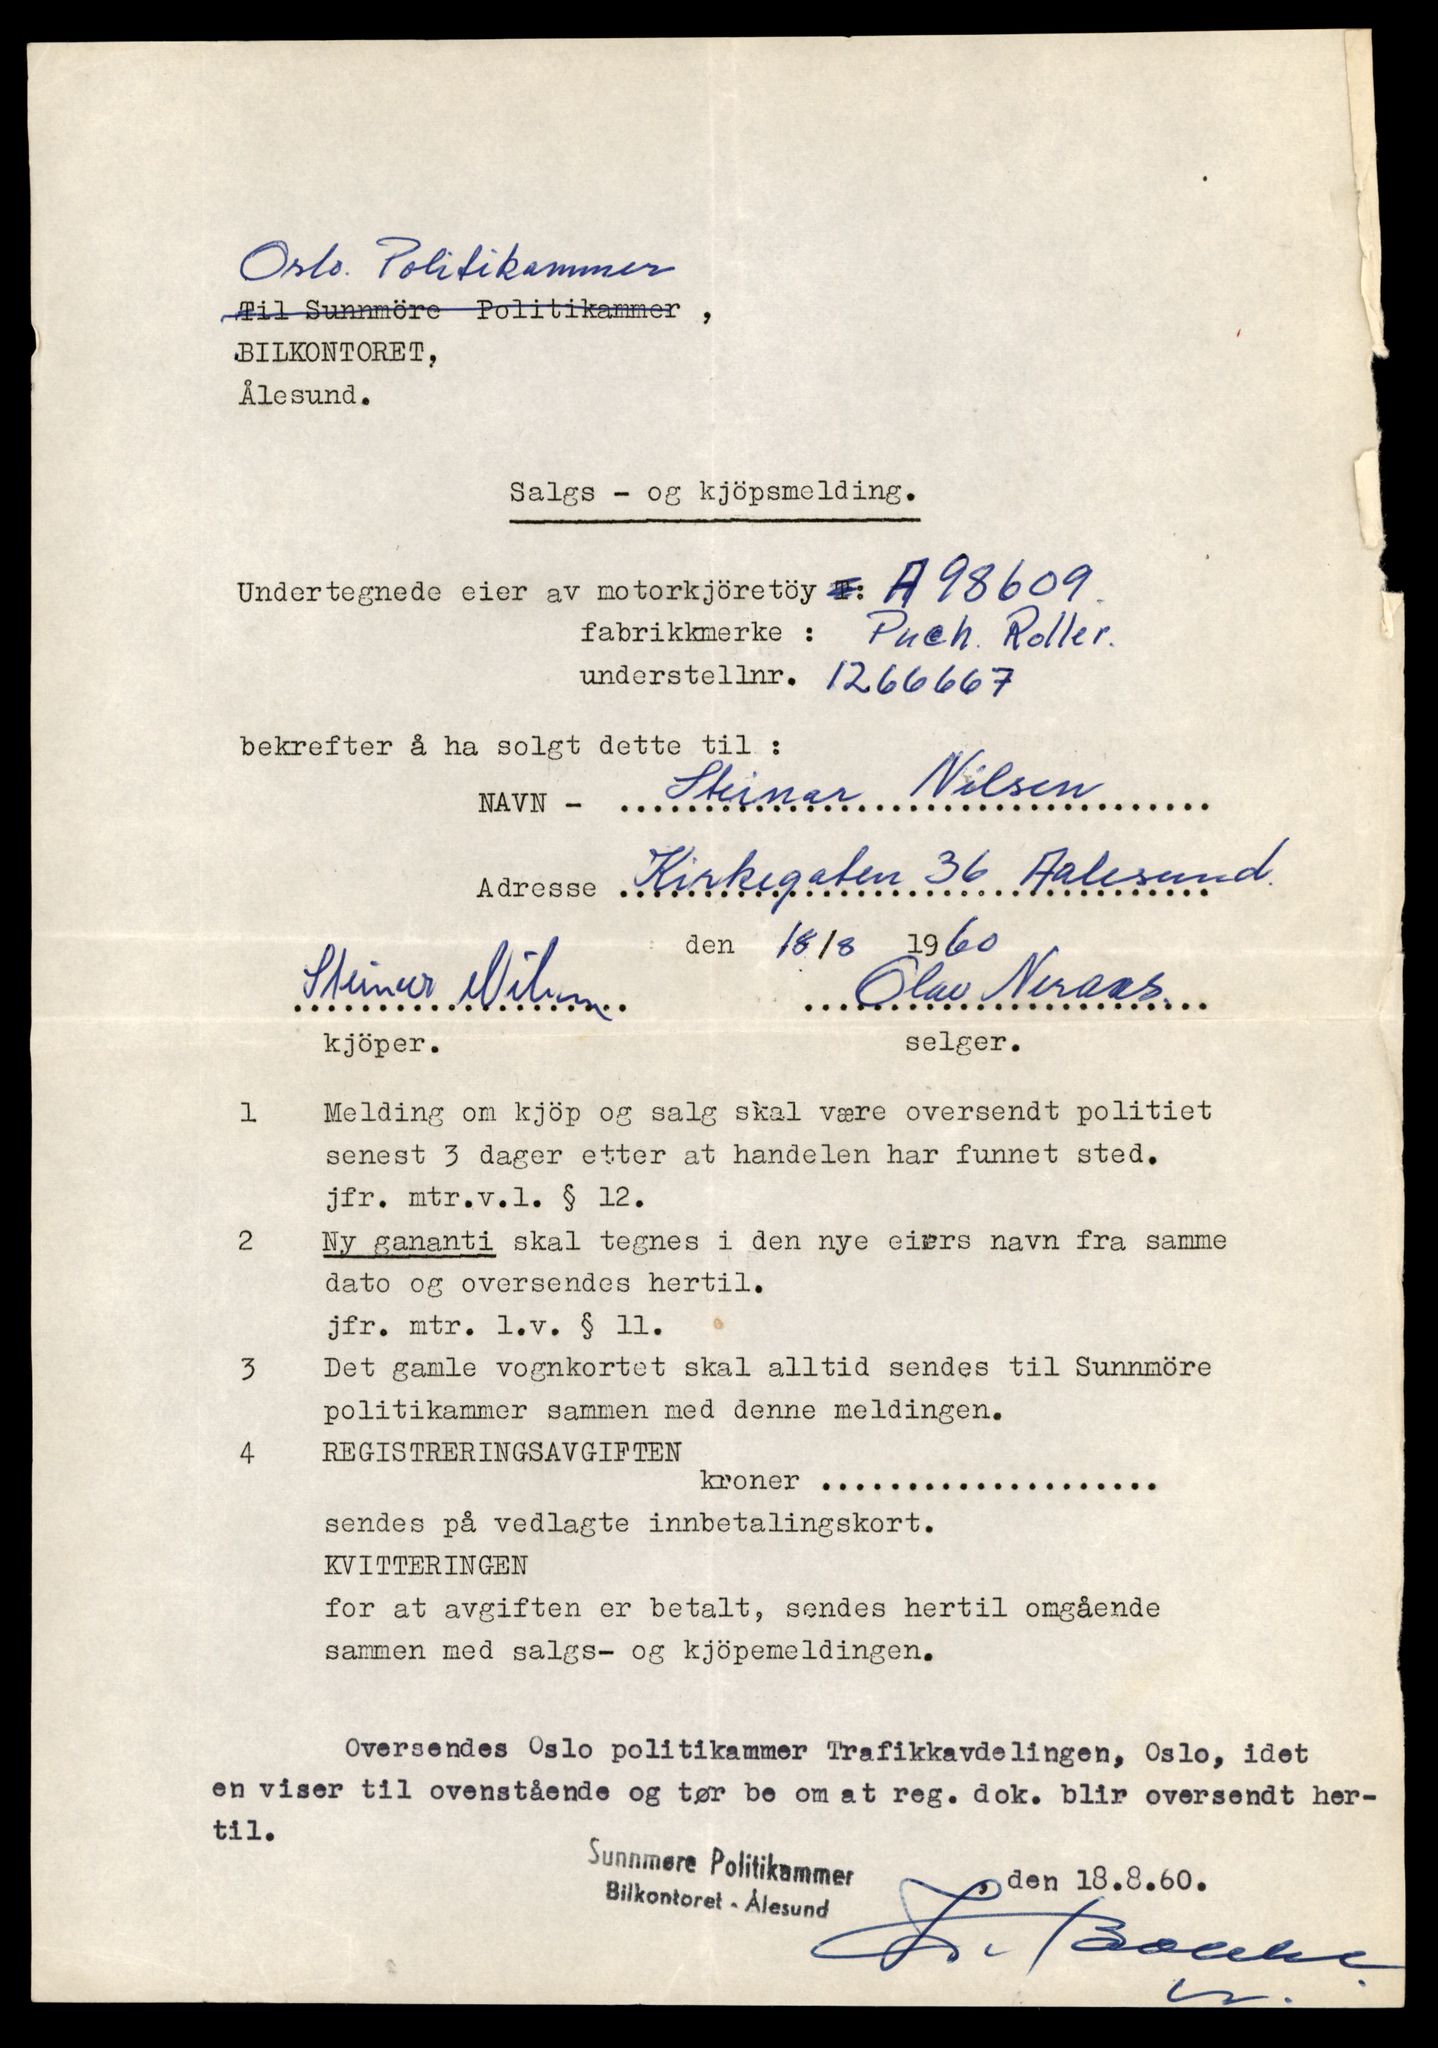 Oslo. Politikammer
Til Sunnmöre Politikammer ,
BILKONTORET,
Ålesund.
Salgs - og kjöpsmelding.
Undertegnede eier av motorkjöretöy T: A 98609.
fabrikkmerke : Puch. Roller.
understellnr. 1266667
bekrefter å ha solgt dette til :
NAVN - Steinar Nilsen
Adresse Kirkegaten 36 Aalesund.
den 18/8 1960
Steinar Nilsen Olav Neraas.
kjöper. selger.
1 Melding om kjöp og salg skal være oversendt politiet
senest 3 dager etter at handelen har funnet sted.
jfr. mtr.v.l. § 12.
2 Ny gananti skal tegnes i den nye eiers navn fra samme
dato og oversendes hertil.
jfr. mtr. l.v. § 11.
3 Det gamle vognkortet skal alltid sendes til Sunnmöre
politikammer sammen med denne meldingen.
4 REGISTRERINGSAVGIFTEN
kroner ....................
sendes på vedlagte innbetalingskort.
KVITTERINGEN
for at avgiften er betalt, sendes hertil omgående
sammen med salgs- og kjöpemeldingen.
Oversendes Oslo politikammer Trafikkavdelingen, Oslo, idet
en viser til ovenstående og tør be om at reg. dok. blir oversendt her-
til.
Sunnmøre Politikammer
Bilkontoret - Ålesund
, den 18.8.60.